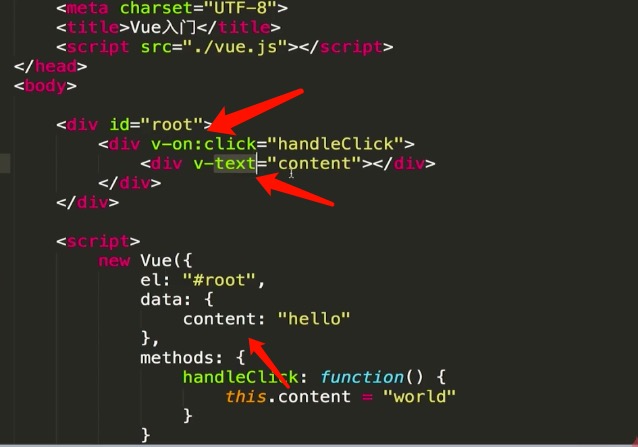 <meta charset="UTF-8">
<title>Vue入门</title>
<script src="./vue.js"></script>
</head>
<body>
<div id="root">
<div v-on:click="handleClick">
<div v-text="content"></div>
</div>
</div>
<script>
new Vue({
el: "#root",
data: {
content: "hello"
},
methods: {
handleClick: function() {
this.content = "world"
}
}